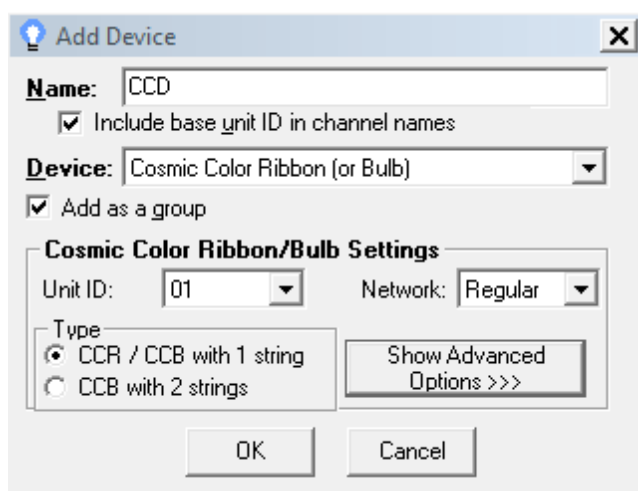 Add Device
Name: CCD
Include base unit ID in channel names
Device: Cosmic Color Ribbon (or Bulb)
Add as a group
Cosmic Color Ribbon/Bulb Settings
Unit ID: 01 Network: Regular
Type
CCR / CCB with 1 string
CCB with 2 strings
Show Advanced
Options >>>
OK Cancel